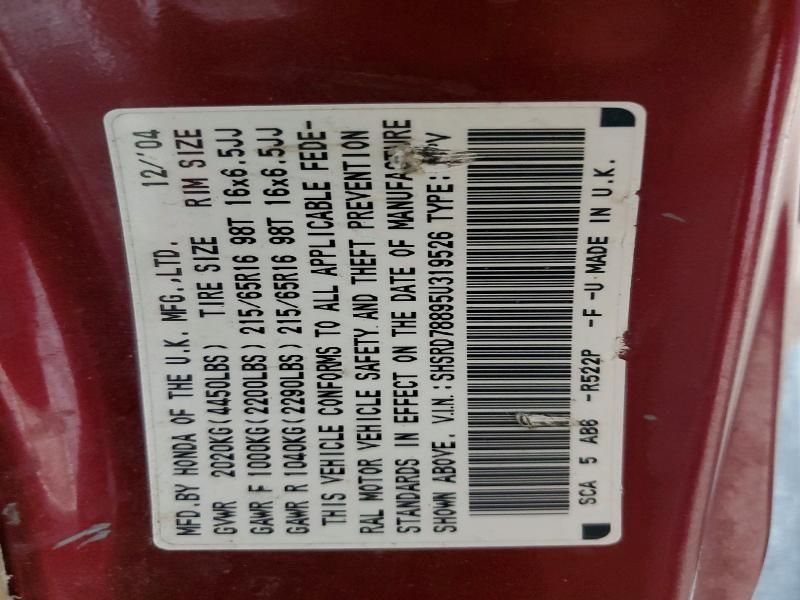 MFD.BY HONDA OF THE U.K. MFG.,LTD. 12/'04
GVWR 2020KG(4450LBS) TIRE SIZE RIM SIZE
GAWR F 1000KG(2200LBS) 215/65R16 98T 16x6.5JJ
GAWR R 1040KG(2290LBS) 215/65R16 98T 16x6.5JJ
THIS VEHICLE CONFORMS TO ALL APPLICABLE FEDE-
RAL MOTOR VEHICLE SAFETY AND THEFT PREVENTION
STANDARDS IN EFFECT ON THE DATE OF MANUFACTURE
SHOWN ABOVE. V.I.N.:SHSRD78895U319526 TYPE:
SCA 5 AB6 -R522P -F -U MADE IN U.K.